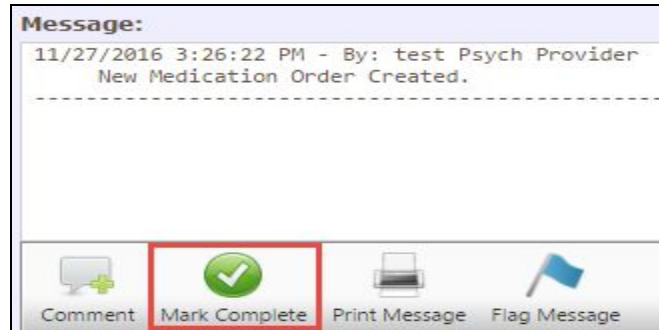 Message:
11/27/2016 3:26:22 PM - By: test Psych Provider
New Medication Order Created.
--------------------------------------------------
Comment Mark Complete Print Message Flag Message